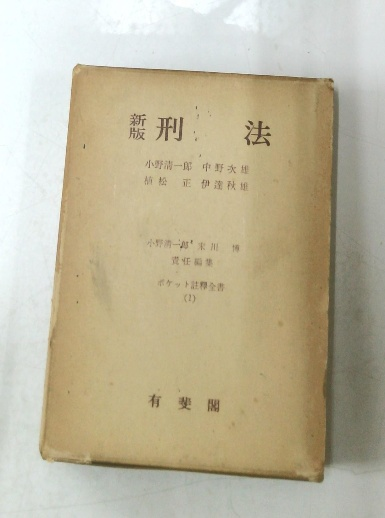 新版 刑法
小野清一郎 中野次雄
植松正 伊達秋雄
小野清一郎 末川博
責任編集
ポケット註釋全書
(1)
有斐閣